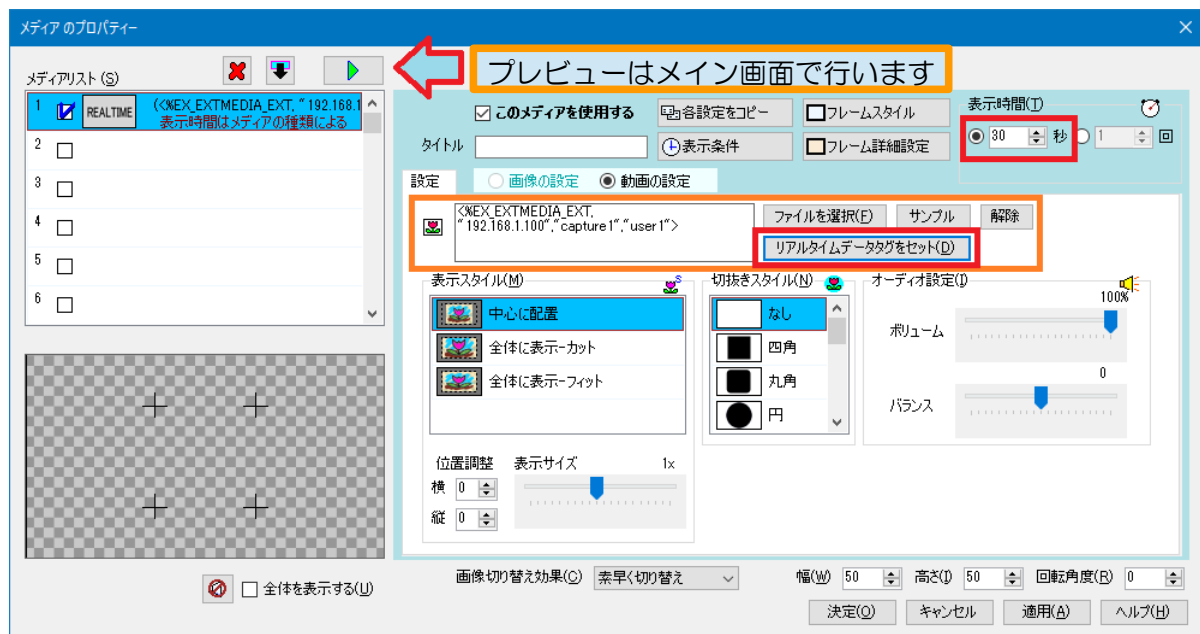 メディア のプロパティー
メディアリスト (S)
プレビューはメイン画面で行います
1 REALTIME (<%EX_EXTMEDIA_EXT, "192.168.1
表示時間はメディアの種類による
2
3
4
5
6
このメディアを使用する
各設定をコピー
フレームスタイル
表示時間(T)
タイトル
表示条件
フレーム詳細設定
30 秒 1 回
設定
画像の設定 動画の設定
<%EX_EXTMEDIA_EXT,
"192.168.1.100","capture1","user1">
ファイルを選択(F) サンプル 解除
リアルタイムデータタグをセット(D)
表示スタイル(M)
中心に配置
全体に表示-カット
全体に表示-フィット
切抜きスタイル(N)
なし
四角
丸角
円
オーディオ設定(I)
100%
ボリューム
0
バランス
位置調整 表示サイズ 1x
横 0
縦 0
全体を表示する(U)
画像切り替え効果(C) 素早く切り替え
幅(W) 50 高さ(I) 50 回転角度(R) 0
決定(O) キャンセル 適用(A) ヘルプ(H)